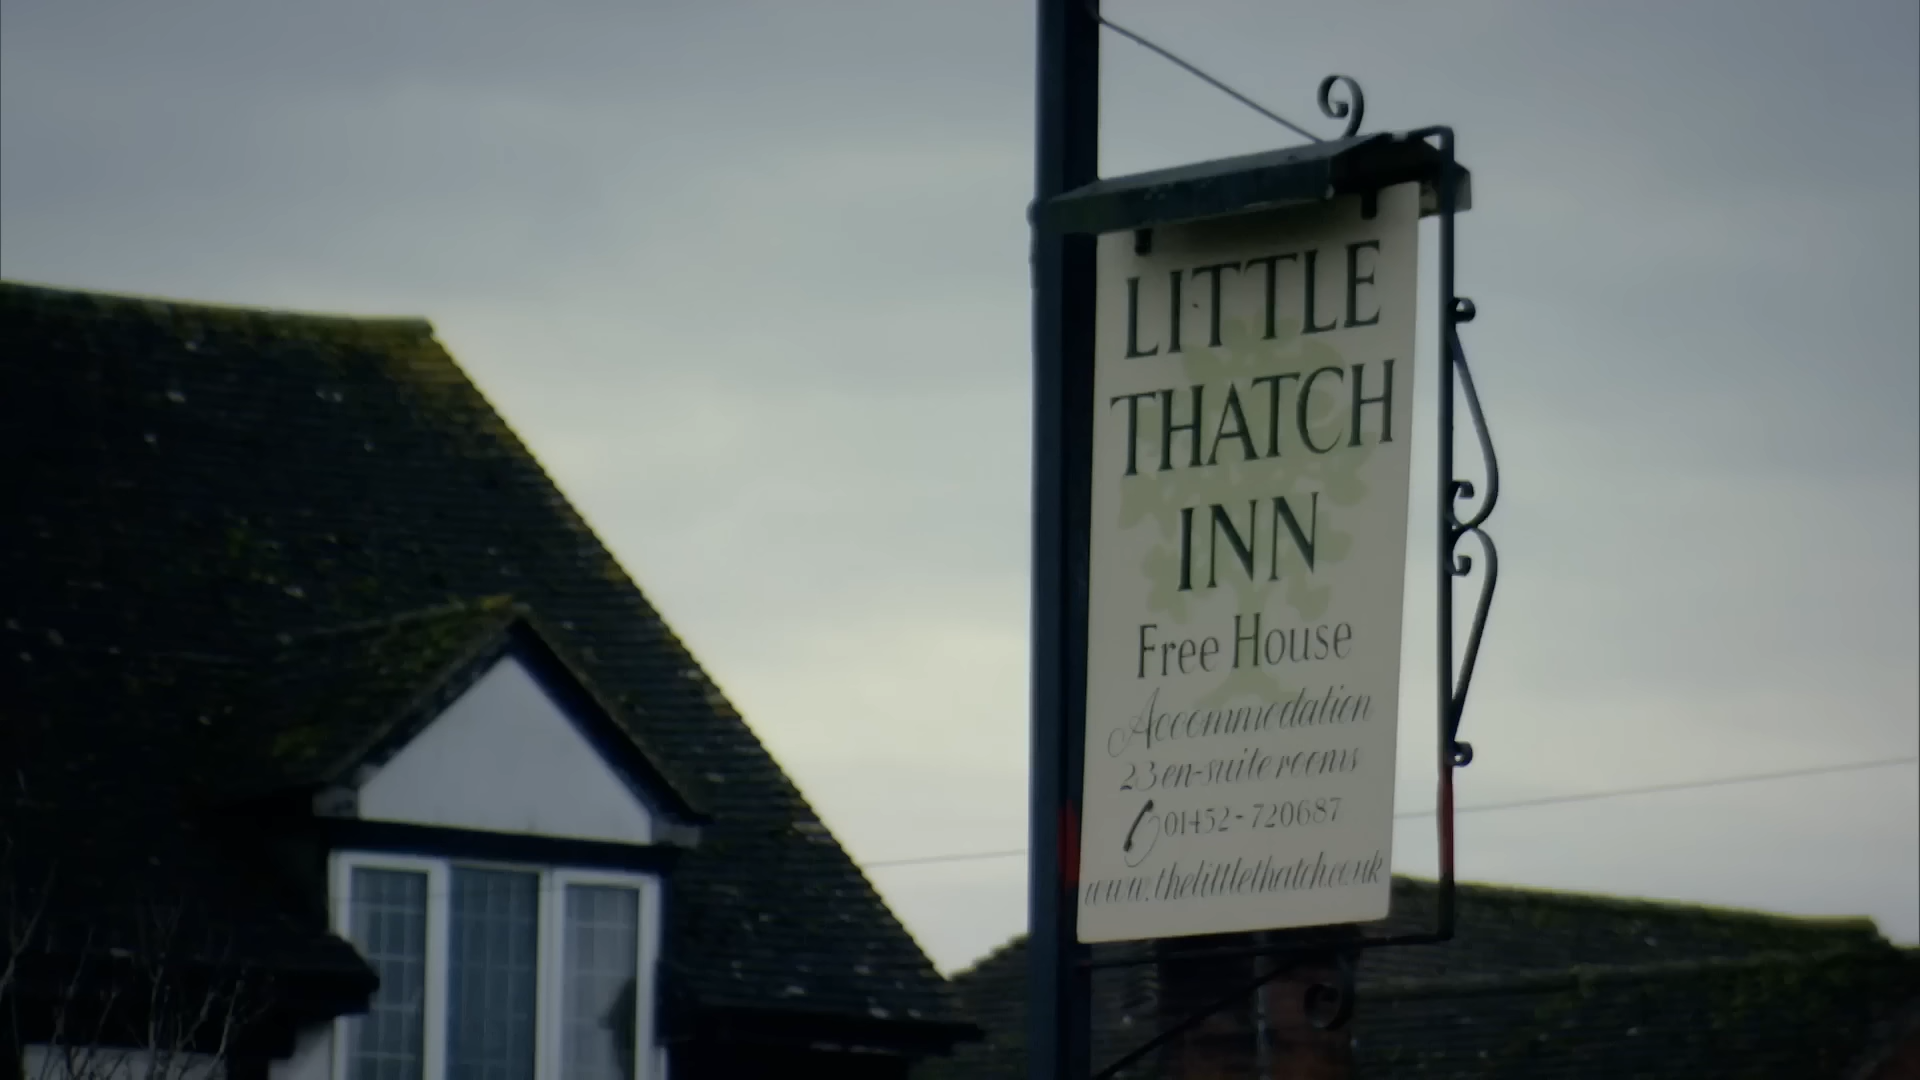 LITTLE
THATCH
INN
Free House
Accommodation
23 en-suite rooms
01452-720687
www.thelittlethatch.co.uk